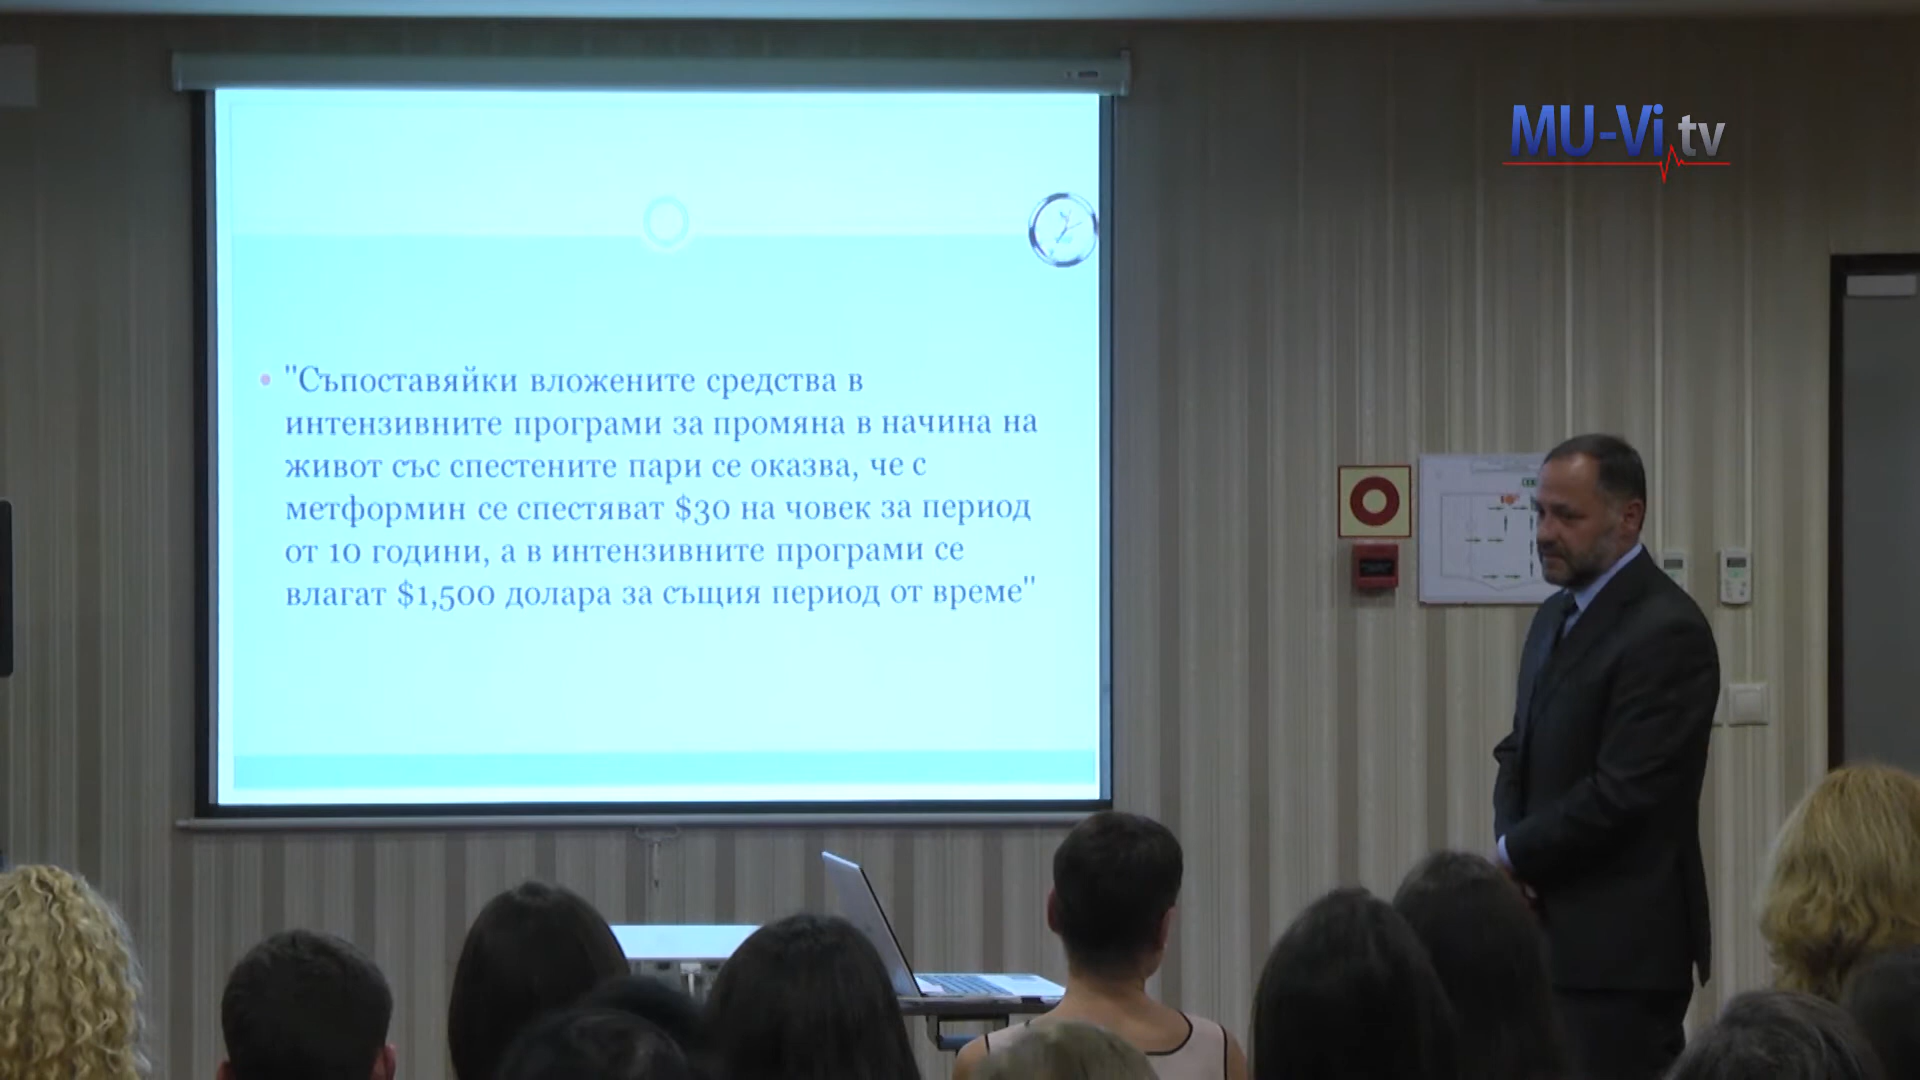 MU-Vi.tv
"Съпоставяйки вложените средства в
интензивните програми за промяна в начина на
живот със спестените пари се оказва, че с
метформин се спестяват $30 на човек за период
от 10 години, а в интензивните програми се
влагат $1,500 долара за същия период от време"